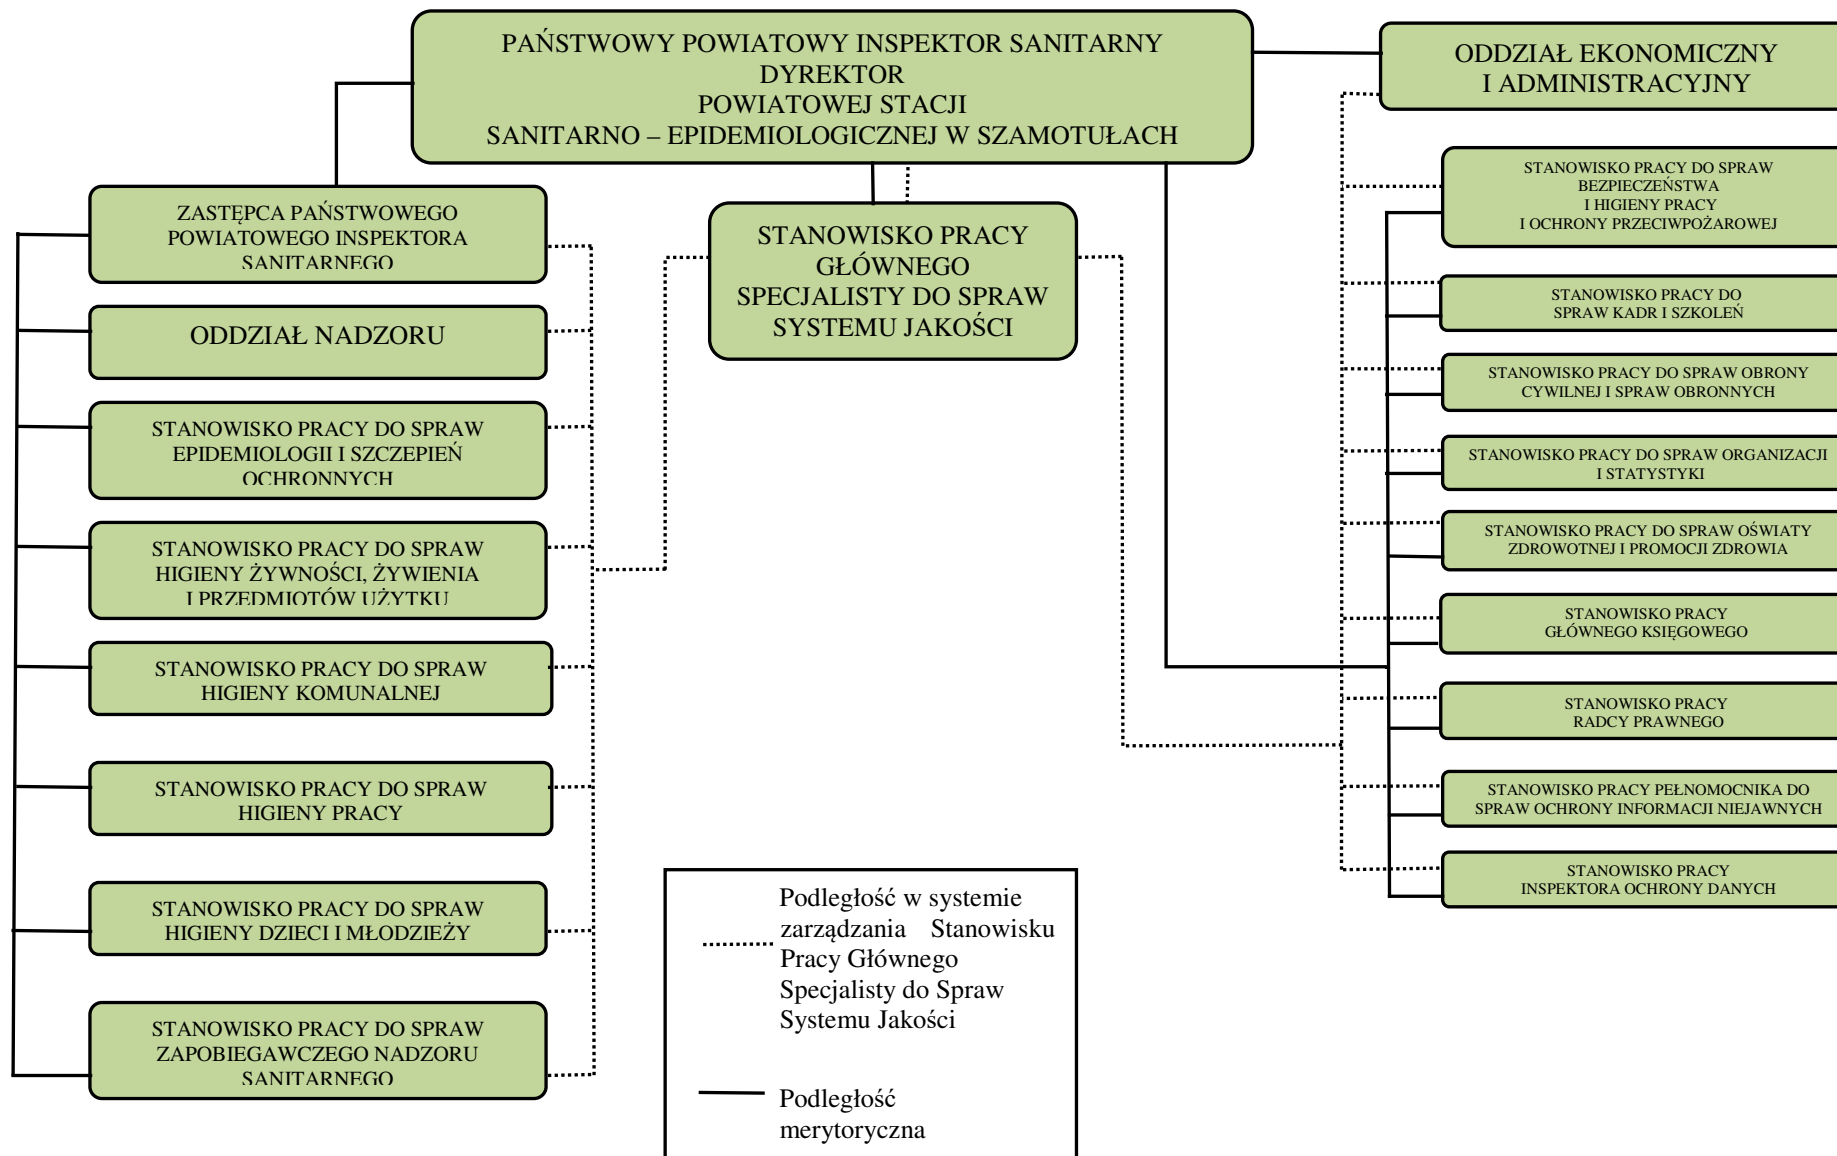 PAŃSTWOWY POWIATOWY INSPEKTOR SANITARNY
DYREKTOR
POWIATOWEJ STACJI
SANITARNO – EPIDEMIOLOGICZNEJ W SZAMOTUŁACH
ODDZIAŁ EKONOMICZNY
I ADMINISTRACYJNY
ZASTĘPCA PAŃSTWOWEGO
POWIATOWEGO INSPEKTORA
SANITARNEGO
ODDZIAŁ NADZORU
STANOWISKO PRACY DO SPRAW
EPIDEMIOLOGII I SZCZEPIEŃ
OCHRONNYCH
STANOWISKO PRACY DO SPRAW
HIGIENY ŻYWNOŚCI, ŻYWIENIA
I PRZEDMIOTÓW UŻYTKU
STANOWISKO PRACY DO SPRAW
HIGIENY KOMUNALNEJ
STANOWISKO PRACY DO SPRAW
HIGIENY PRACY
STANOWISKO PRACY DO SPRAW
HIGIENY DZIECI I MŁODZIEŻY
STANOWISKO PRACY DO SPRAW
ZAPOBIEGAWCZEGO NADZORU
SANITARNEGO
STANOWISKO PRACY
GŁÓWNEGO
SPECJALISTY DO SPRAW
SYSTEMU JAKOŚCI
STANOWISKO PRACY DO SPRAW
BEZPIECZEŃSTWA
I HIGIENY PRACY
I OCHRONY PRZECIWPOŻAROWEJ
STANOWISKO PRACY DO
SPRAW KADR I SZKOLEŃ
STANOWISKO PRACY DO SPRAW OBRONY
CYWILNEJ I SPRAW OBRONNYCH
STANOWISKO PRACY DO SPRAW ORGANIZACJI
I STATYSTYKI
STANOWISKO PRACY DO SPRAW OŚWIATY
ZDROWOTNEJ I PROMOCJI ZDROWIA
STANOWISKO PRACY
GŁÓWNEGO KSIĘGOWEGO
STANOWISKO PRACY
RADCY PRAWNEGO
STANOWISKO PRACY PEŁNOMOCNIKA DO
SPRAW OCHRONY INFORMACJI NIEJAWNYCH
STANOWISKO PRACY
INSPEKTORA OCHRONY DANYCH
Podległość w systemie
zarządzania Stanowisku
Pracy Głównego
Specjalisty do Spraw
Systemu Jakości
Podległość
merytoryczna